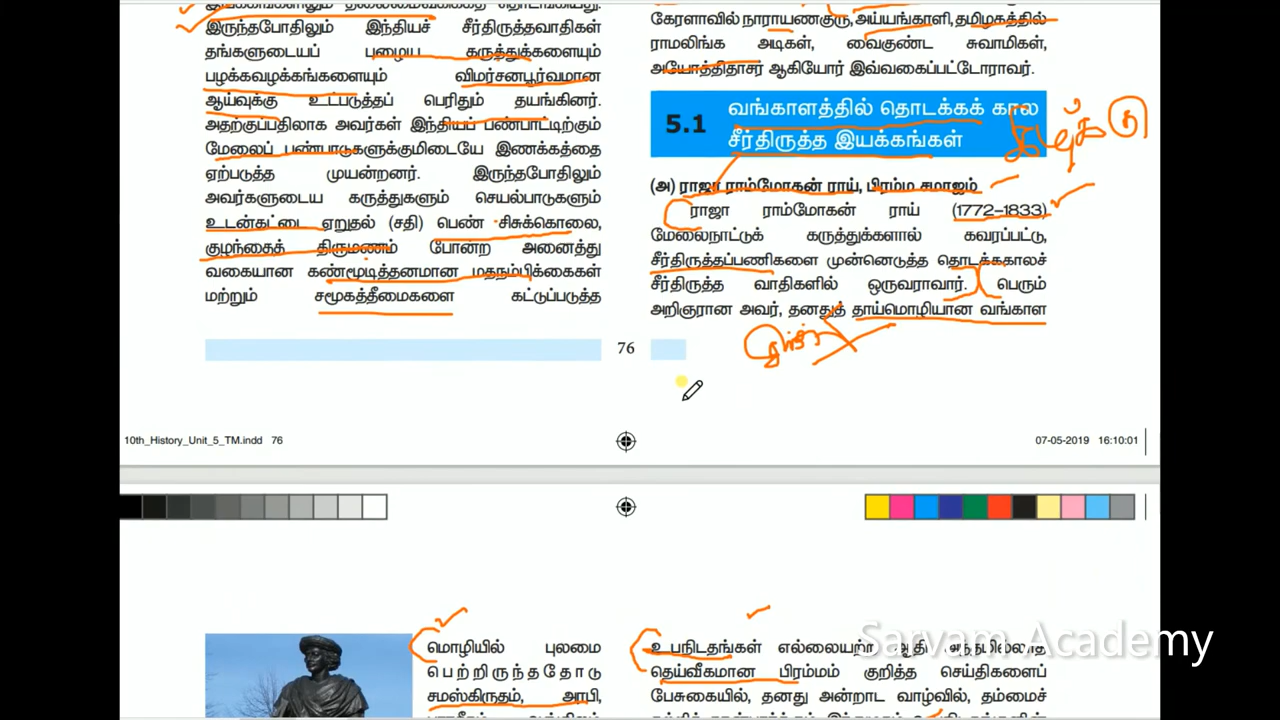 இருந்தபோதிலும் இந்தியச் சீர்திருத்தவாதிகள்
தங்களுடையப் பழைய கருத்துக்களையும்
பழக்கவழக்கங்களையும் விமர்சனபூர்வமான
ஆய்வுக்கு உட்படுத்தப் பெரிதும் தயங்கினர்.
அதற்குப்பதிலாக அவர்கள் இந்தியப் பண்பாட்டிற்கும்
மேலைப் பண்பாடுகளுக்குமிடையே இணக்கத்தை
ஏற்படுத்த முயன்றனர். இருந்தபோதிலும்
அவர்களுடைய கருத்துகளும் செயல்பாடுகளும்
உடன்கட்டை ஏறுதல் (சதி) பெண் சிசுக்கொலை,
குழந்தைத் திருமணம் போன்ற அனைத்து
வகையான கண்மூடித்தனமான மதநம்பிக்கைகள்
மற்றும் சமூகத்தீமைகளை கட்டுப்படுத்த
கேரளாவில் நாராயணகுரு, அய்யங்காளி, தமிழகத்தில்
ராமலிங்க அடிகள், வைகுண்ட சுவாமிகள்,
அயோத்திதாசர் ஆகியோர் இவ்வகைப்பட்டோராவர்.
5.1 வங்காளத்தில் தொடக்கக் கால
சீர்திருத்த இயக்கங்கள்
(அ) ராஜா ராம்மோகன் ராய், பிரம்ம சமாஜம்
ராஜா ராம்மோகன் ராய் (1772–1833)
மேலைநாட்டுக் கருத்துக்களால் கவரப்பட்டு,
சீர்திருத்தப்பணிகளை முன்னெடுத்த தொடக்ககாலச்
சீர்திருத்த வாதிகளில் ஒருவராவார். பெரும்
அறிஞரான அவர், தனதுத் தாய்மொழியான வங்காள
76
10th_History_Unit_5_TM.indd 76
07-05-2019 16:10:01
மொழியில் புலமை
பெற்றிருந்ததோடு
சமஸ்கிருதம், அரபி,
உபநிடதங்கள் எல்லையற்ற ஆதி அந்தமில்லாத
தெய்வீகமான பிரம்மம் குறித்த செய்திகளைப்
பேசுகையில், தனது அன்றாட வாழ்வில், தம்மைச்
Sarvam Academy